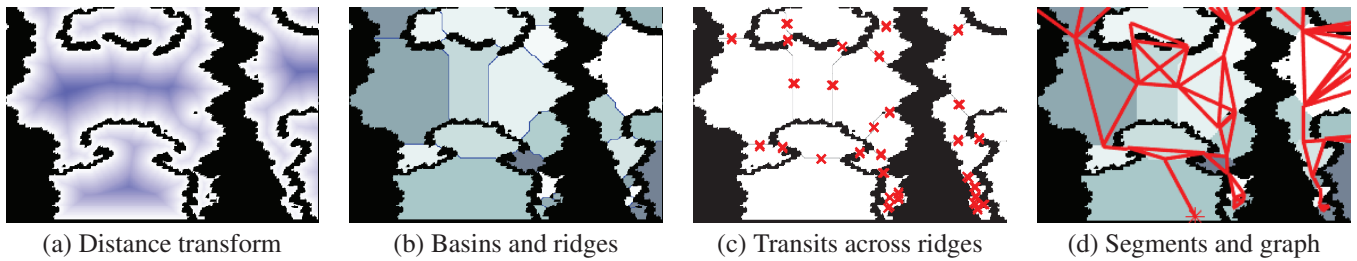 (a) Distance transform
(b) Basins and ridges
(c) Transits across ridges
(d) Segments and graph